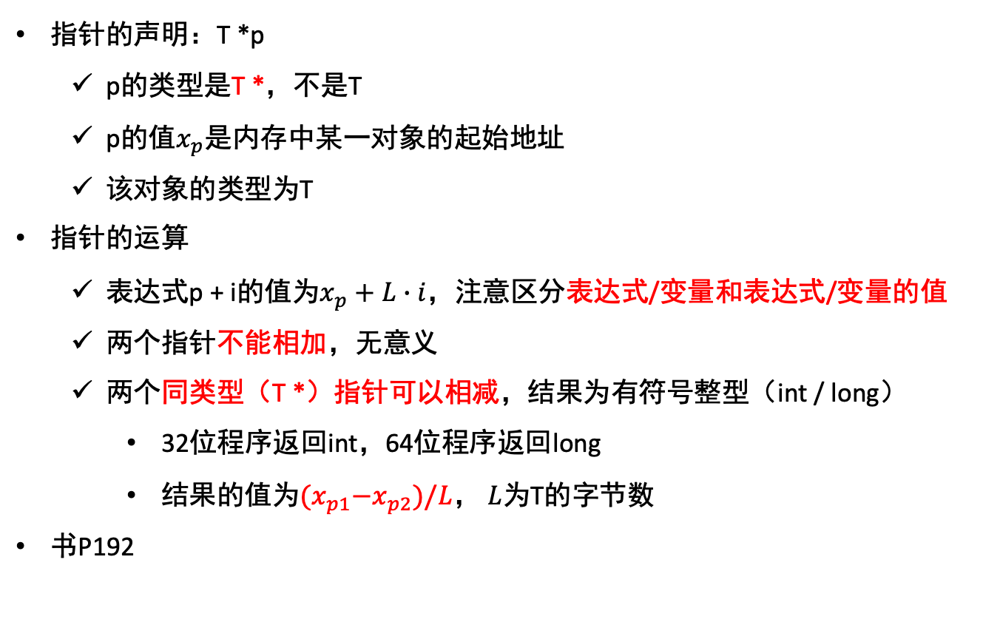 • 指针的声明：T *p
✓ p的类型是T *，不是T
✓ p的值$x_p$是内存中某一对象的起始地址
✓ 该对象的类型为T
• 指针的运算
✓ 表达式p + i的值为$x_p + L \cdot i$，注意区分表达式/变量和表达式/变量的值
✓ 两个指针不能相加，无意义
✓ 两个同类型（T *）指针可以相减，结果为有符号整型（int / long）
• 32位程序返回int，64位程序返回long
• 结果的值为$(x_{p1}-x_{p2})/L$， $L$为T的字节数
• 书P192